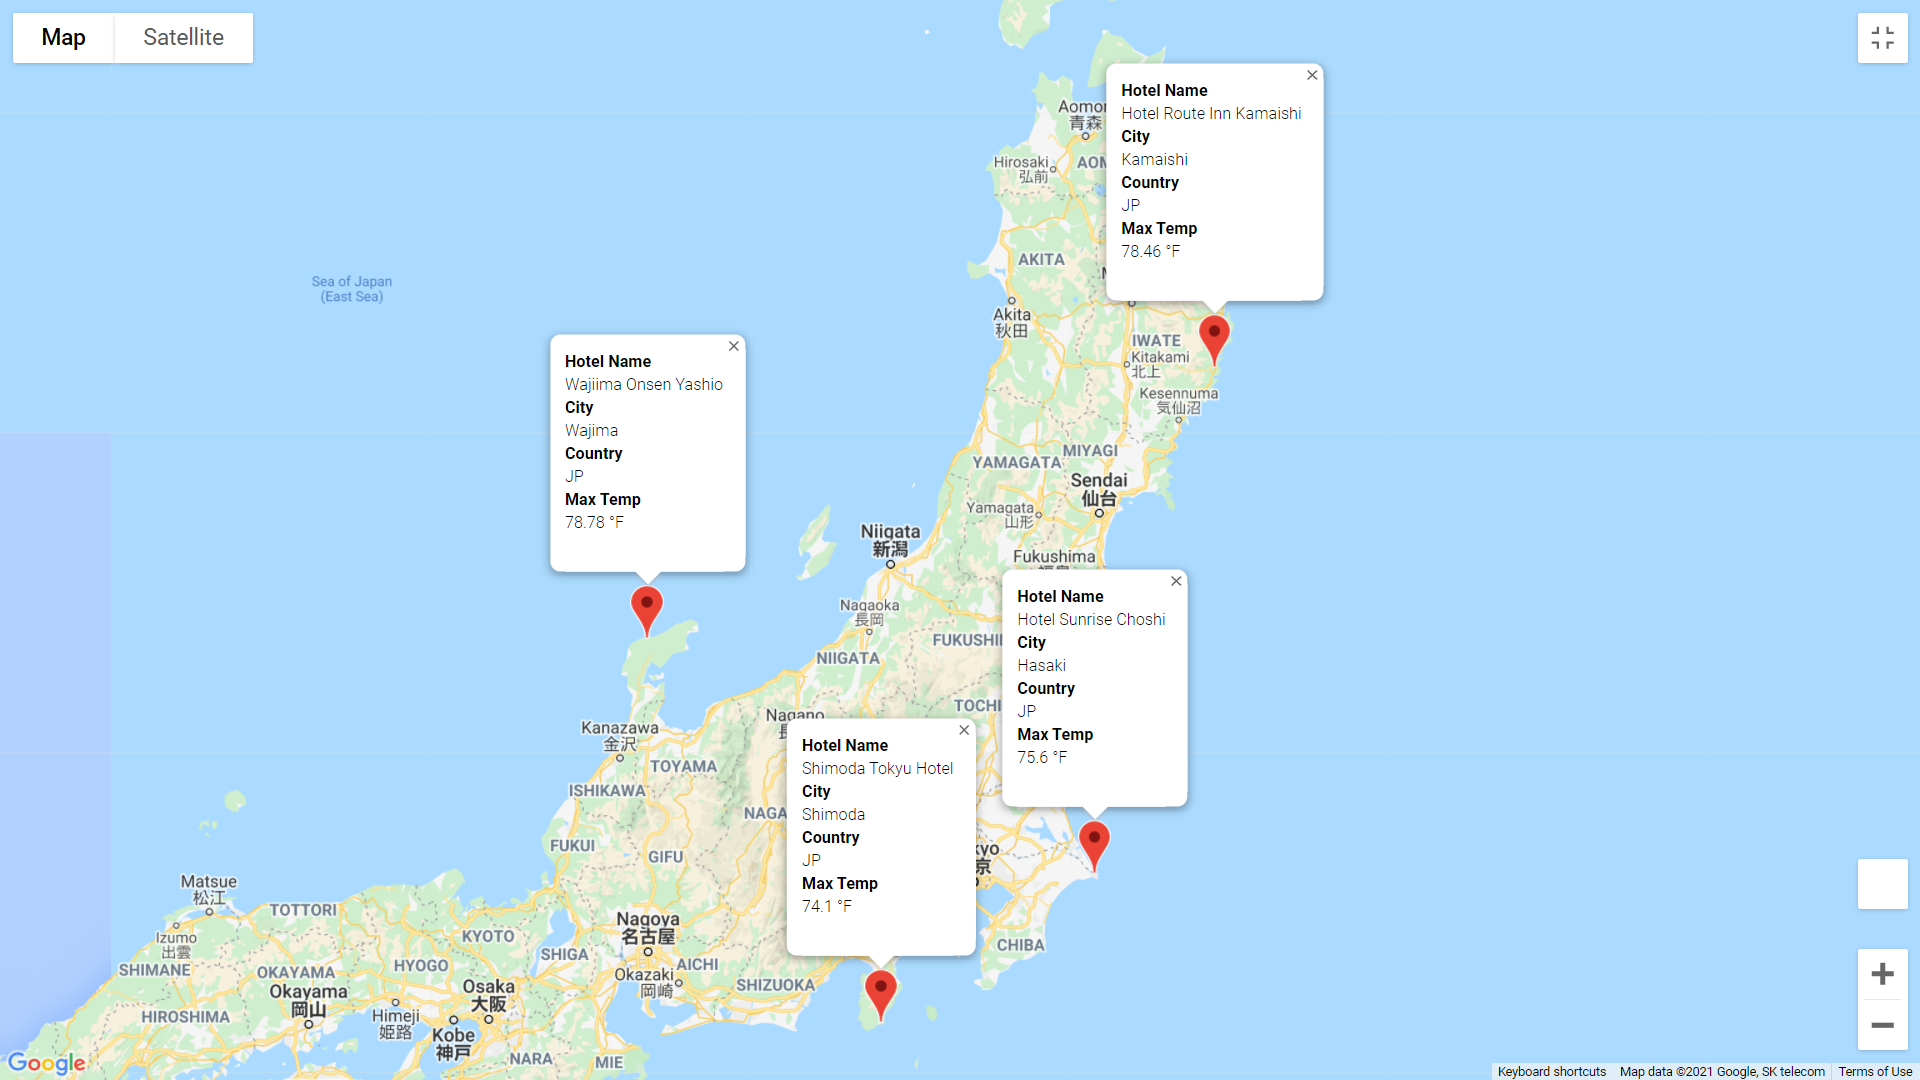 Map
Satellite
Hotel Name
Hotel Route Inn Kamaishi
City
Kamaishi
Country
JP
Max Temp
78.46 °F
Hirosaki
弘前
青森
AKITA
Akita
秋田
Sea of Japan
(East Sea)
IWATE
Kitakami
北上
Kesennuma
気仙沼
Hotel Name
Wajiima Onsen Yashio
City
Wajima
Country
JP
Max Temp
78.78 °F
MIYAGI
YAMAGATA
Sendai
仙台
Yamagata
山形
Niigata
新潟
Fukushima
Hotel Name
Hotel Sunrise Choshi
City
Hasaki
Country
JP
Max Temp
75.6 °F
Nagaoka
長岡
NIIGATA
Nagano
Kanazawa
金沢
TOYAMA
ISHIKAWA
Hotel Name
Shimoda Tokyu Hotel
City
Shimoda
Country
JP
Max Temp
74.1 °F
FUKUI
GIFU
Matsue
松江
TOTTORI
Izumo
出雲
SHIMANE
KYOTO
Nagoya
名古屋
SHIGA
CHIBA
HYOGO
OKAYAMA
Okayama
岡山
AICHI
Okazaki
岡崎
SHIZUOKA
Osaka
大阪
HIROSHIMA
Himeji
姫路
Kobe
神戸
NARA
MIE
Google
Keyboard shortcuts
Map data ©2021 Google, SK telecom
Terms of Use